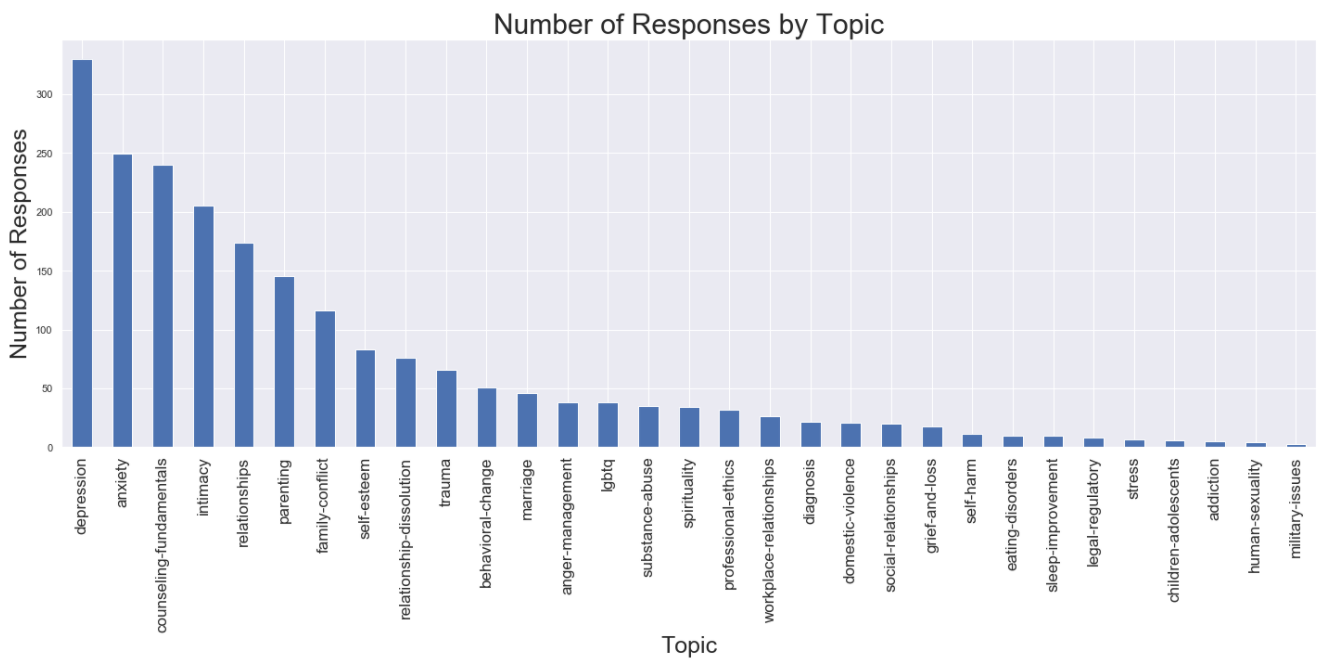 Number of Responses by Topic
Number of Responses
300
250
200
150
100
50
0
depression
anxiety
counseling-fundamentals
intimacy
relationships
parenting
family-conflict
self-esteem
relationship-dissolution
trauma
behavioral-change
marriage
anger-management
lgbtq
substance-abuse
spirituality
professional-ethics
workplace-relationships
diagnosis
domestic-violence
social-relationships
grief-and-loss
self-harm
eating-disorders
sleep-improvement
legal-regulatory
stress
children-adolescents
addiction
human-sexuality
military-issues
Topic